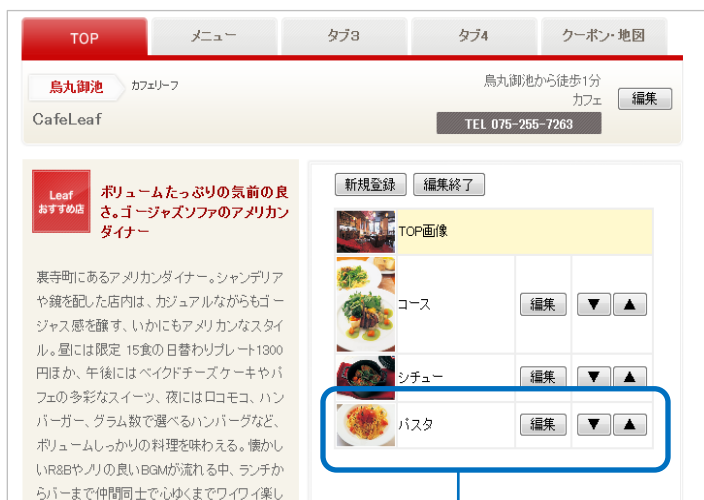 TOP
メニュー
タブ3
タブ4
クーポン・地図
烏丸御池
カフェリーフ
CafeLeaf
烏丸御池から徒歩1分
カフェ
編集
TEL 075-255-7263
Leaf
おすすめ店
ボリュームたっぷりの気前の良
さ。ゴージャズソファのアメリカン
ダイナー
裏寺町にあるアメリカンダイナー。シャンデリア
や鏡を配した店内は、カジュアルながらもゴー
ジャス感を醸す、いかにもアメリカンなスタイ
ル。昼には限定 15食の日替わりプレート1300
円ほか、午後にはベイクドチーズケーキやパ
フェの多彩なスイーツ、夜にはロコモコ、ハン
バーガー、グラム数で選べるハンバーグなど、
ボリュームしっかりの料理を味わえる。懐かし
いR&Bやノリの良いBGMが流れる中、ランチか
らバーまで仲間同士で心ゆくまでワイワイ楽し
新規登録 編集終了
TOP画像
コース 編集 ▼ ▲
シチュー 編集 ▼ ▲
パスタ 編集 ▼ ▲